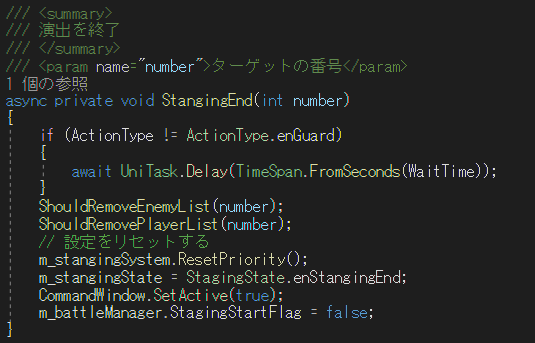 /// <summary>
/// 演出を終了
/// </summary>
/// <param name="number">ターゲットの番号</param>
1 個の参照
async private void StangingEnd(int number)
{
if (ActionType != ActionType.enGuard)
{
await UniTask.Delay(TimeSpan.FromSeconds(WaitTime));
}
ShouldRemoveEnemyList(number);
ShouldRemovePlayerList(number);
// 設定をリセットする
m_stangingSystem.ResetPriority();
m_stangingState = StagingState.enStangingEnd;
CommandWindow.SetActive(true);
m_battleManager.StagingStartFlag = false;
}